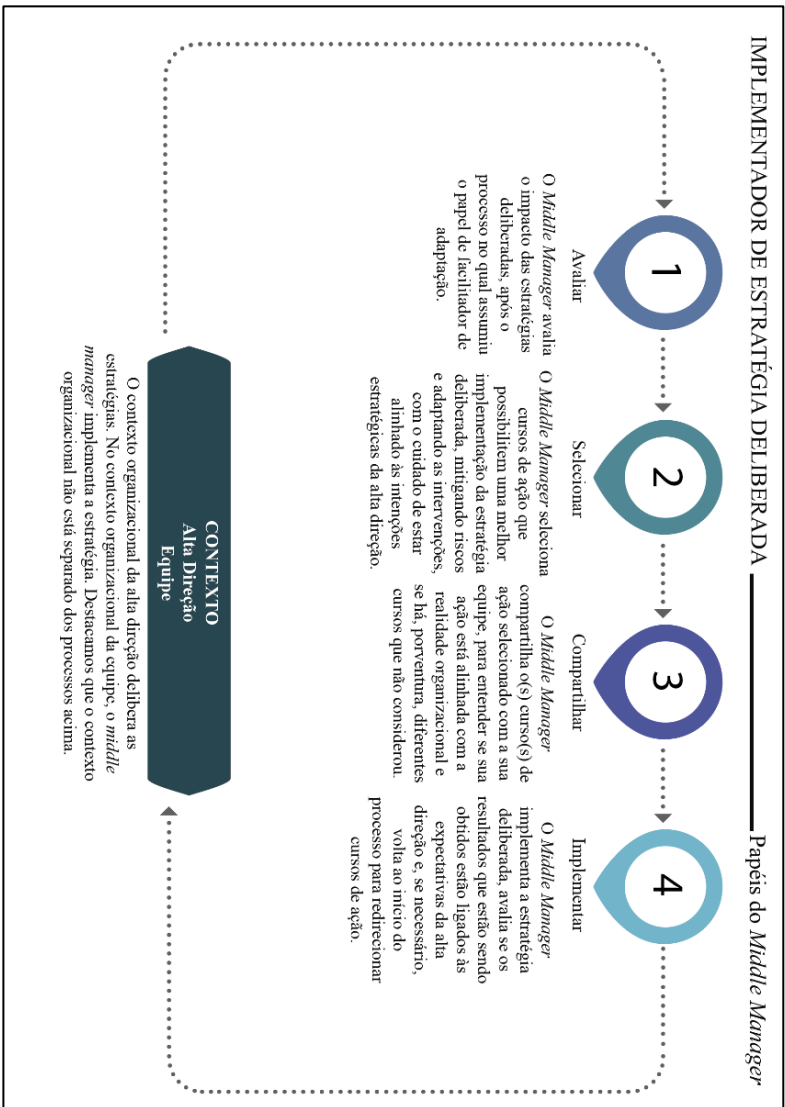 IMPLEMENTADOR DE ESTRATÉGIA DELIBERADA
Papéis do Middle Manager
1
Avaliar
O Middle Manager avalia
o impacto das estratégias
deliberadas, após o
processo no qual assumiu
o papel de facilitador de
adaptação.
2
Selecionar
O Middle Manager seleciona
cursos de ação que
possibilitem uma melhor
implementação da estratégia
deliberada, mitigando riscos
e adaptando as intervenções,
com o cuidado de estar
alinhado às intenções
estratégicas da alta direção.
3
Compartilhar
O Middle Manager
compartilha o(s) curso(s) de
ação selecionado com a sua
equipe, para entender se sua
ação está alinhada com a
realidade organizacional e
se há, porventura, diferentes
cursos que não considerou.
4
Implementar
O Middle Manager
implementa a estratégia
deliberada, avalia se os
resultados que estão sendo
obtidos estão ligados às
expectativas da alta
direção e, se necessário,
volta ao início do
processo para redirecionar
cursos de ação.
CONTEXTO
Alta Direção
Equipe
O contexto organizacional da alta direção delibera as
estratégias. No contexto organizacional da equipe, o middle
manager implementa a estratégia. Destacamos que o contexto
organizacional não está separado dos processos acima.